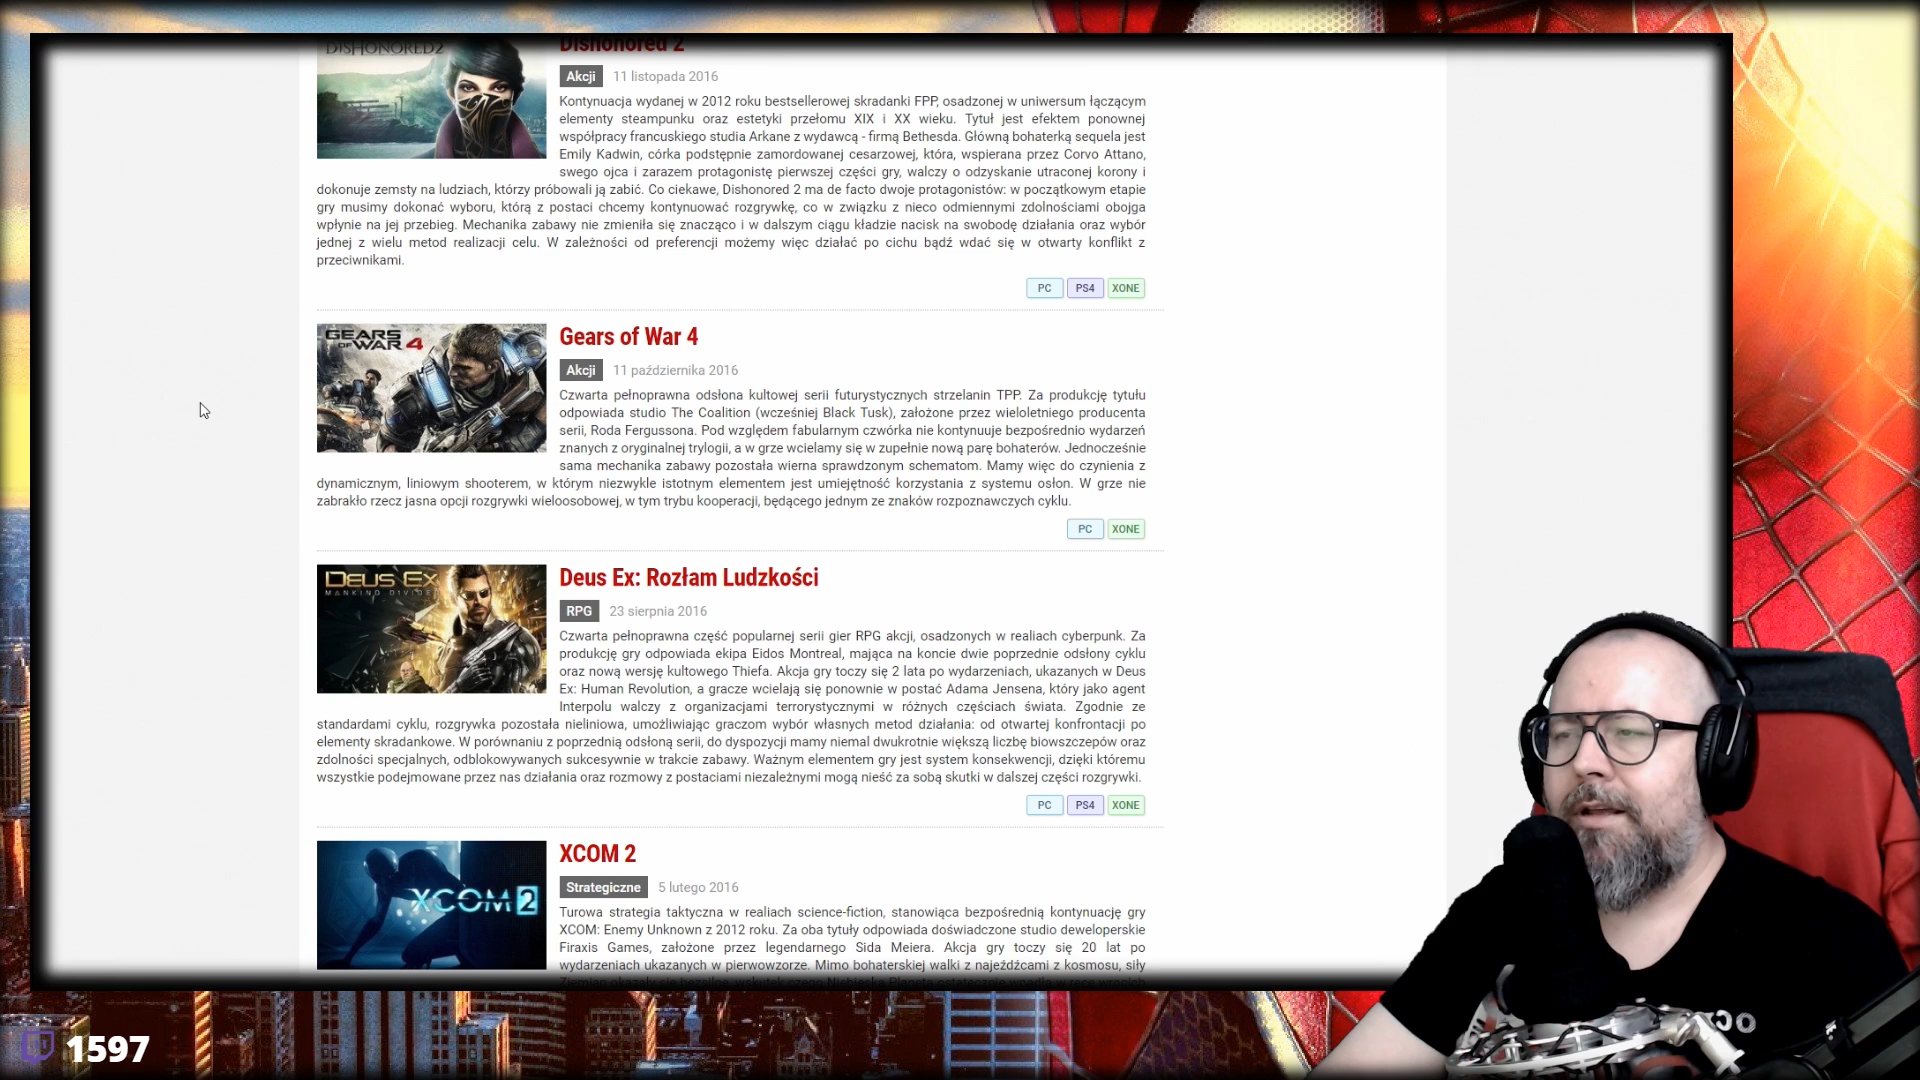 DISHONORED2
Dishonored 2
Akcji 11 listopada 2016
Kontynuacja wydanej w 2012 roku bestsellerowej skradanki FPP, osadzonej w uniwersum łączącym
elementy steampunku oraz estetyki przełomu XIX i XX wieku. Tytuł jest efektem ponownej
współpracy francuskiego studia Arkane z wydawcą - firmą Bethesda. Główną bohaterką sequela jest
Emily Kadwin, córka podstępnie zamordowanej cesarzowej, która, wspierana przez Corvo Attano,
swego ojca i zarazem protagonistę pierwszej części gry, walczy o odzyskanie utraconej korony i
dokonuje zemsty na ludziach, którzy próbowali ją zabić. Co ciekawe, Dishonored 2 ma de facto dwoje protagonistów: w początkowym etapie
gry musimy dokonać wyboru, którą z postaci chcemy kontynuować rozgrywkę, co w związku z nieco odmiennymi zdolnościami obojga
wpłynie na jej przebieg. Mechanika zabawy nie zmieniła się znacząco i w dalszym ciągu kładzie nacisk na swobodę działania oraz wybór
jednej z wielu metod realizacji celu. W zależności od preferencji możemy więc działać po cichu bądź wdać się w otwarty konflikt z
przeciwnikami.
PC PS4 XONE
GEARS
OF WAR 4
Gears of War 4
Akcji 11 października 2016
Czwarta pełnoprawna odsłona kultowej serii futurystycznych strzelanin TPP. Za produkcję tytułu
odpowiada studio The Coalition (wcześniej Black Tusk), założone przez wieloletniego producenta
serii, Roda Fergussona. Pod względem fabularnym czwórka nie kontynuuje bezpośrednio wydarzeń
znanych z oryginalnej trylogii, a w grze wcielamy się w zupełnie nową parę bohaterów. Jednocześnie
sama mechanika zabawy pozostała wierna sprawdzonym schematom. Mamy więc do czynienia z
dynamicznym, liniowym shooterem, w którym niezwykle istotnym elementem jest umiejętność korzystania z systemu osłon. W grze nie
zabrakło rzecz jasna opcji rozgrywki wieloosobowej, w tym trybu kooperacji, będącego jednym ze znaków rozpoznawczych cyklu.
PC XONE
DEUS EX
MANKIND DIVIDED
Deus Ex: Rozłam Ludzkości
RPG 23 sierpnia 2016
Czwarta pełnoprawna część popularnej serii gier RPG akcji, osadzonych w realiach cyberpunk. Za
produkcję gry odpowiada ekipa Eidos Montreal, mająca na koncie dwie poprzednie odsłony cyklu
oraz nową wersję kultowego Thiefa. Akcja gry toczy się 2 lata po wydarzeniach, ukazanych w Deus
Ex: Human Revolution, a gracze wcielają się ponownie w postać Adama Jensena, który jako agent
Interpolu walczy z organizacjami terrorystycznymi w różnych częściach świata. Zgodnie ze
standardami cyklu, rozgrywka pozostała nieliniowa, umożliwiając graczom wybór własnych metod działania: od otwartej konfrontacji po
elementy skradankowe. W porównaniu z poprzednią odsłoną serii, do dyspozycji mamy niemal dwukrotnie większą liczbę biowszczepów oraz
zdolności specjalnych, odblokowywanych sukcesywnie w trakcie zabawy. Ważnym elementem gry jest system konsekwencji, dzięki któremu
wszystkie podejmowane przez nas działania oraz rozmowy z postaciami niezależnymi mogą nieść za sobą skutki w dalszej części rozgrywki.
PC PS4 XONE
XCOM 2
XCOM 2
Strategiczne 5 lutego 2016
Turowa strategia taktyczna w realiach science-fiction, stanowiąca bezpośrednią kontynuację gry
XCOM: Enemy Unknown z 2012 roku. Za oba tytuły odpowiada doświadczone studio deweloperskie
Firaxis Games, założone przez legendarnego Sida Meiera. Akcja gry toczy się 20 lat po
wydarzeniach ukazanych w pierwowzorze. Mimo bohaterskiej walki z najeźdźcami z kosmosu, siły
1597